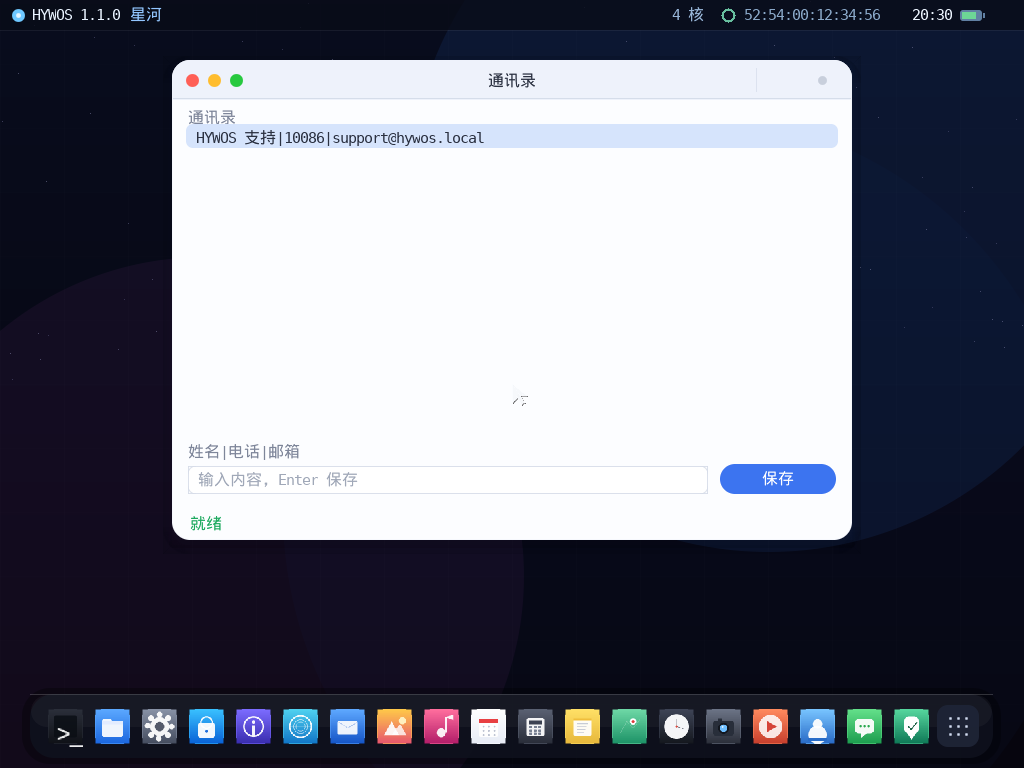 HYWOS 1.1.0 星河 4 核 52:54:00:12:34:56 20:30
通讯录
通讯录
HYWOS 支持|10086|support@hywos.local
姓名|电话|邮箱
输入内容, Enter 保存 保存
就绪
>_